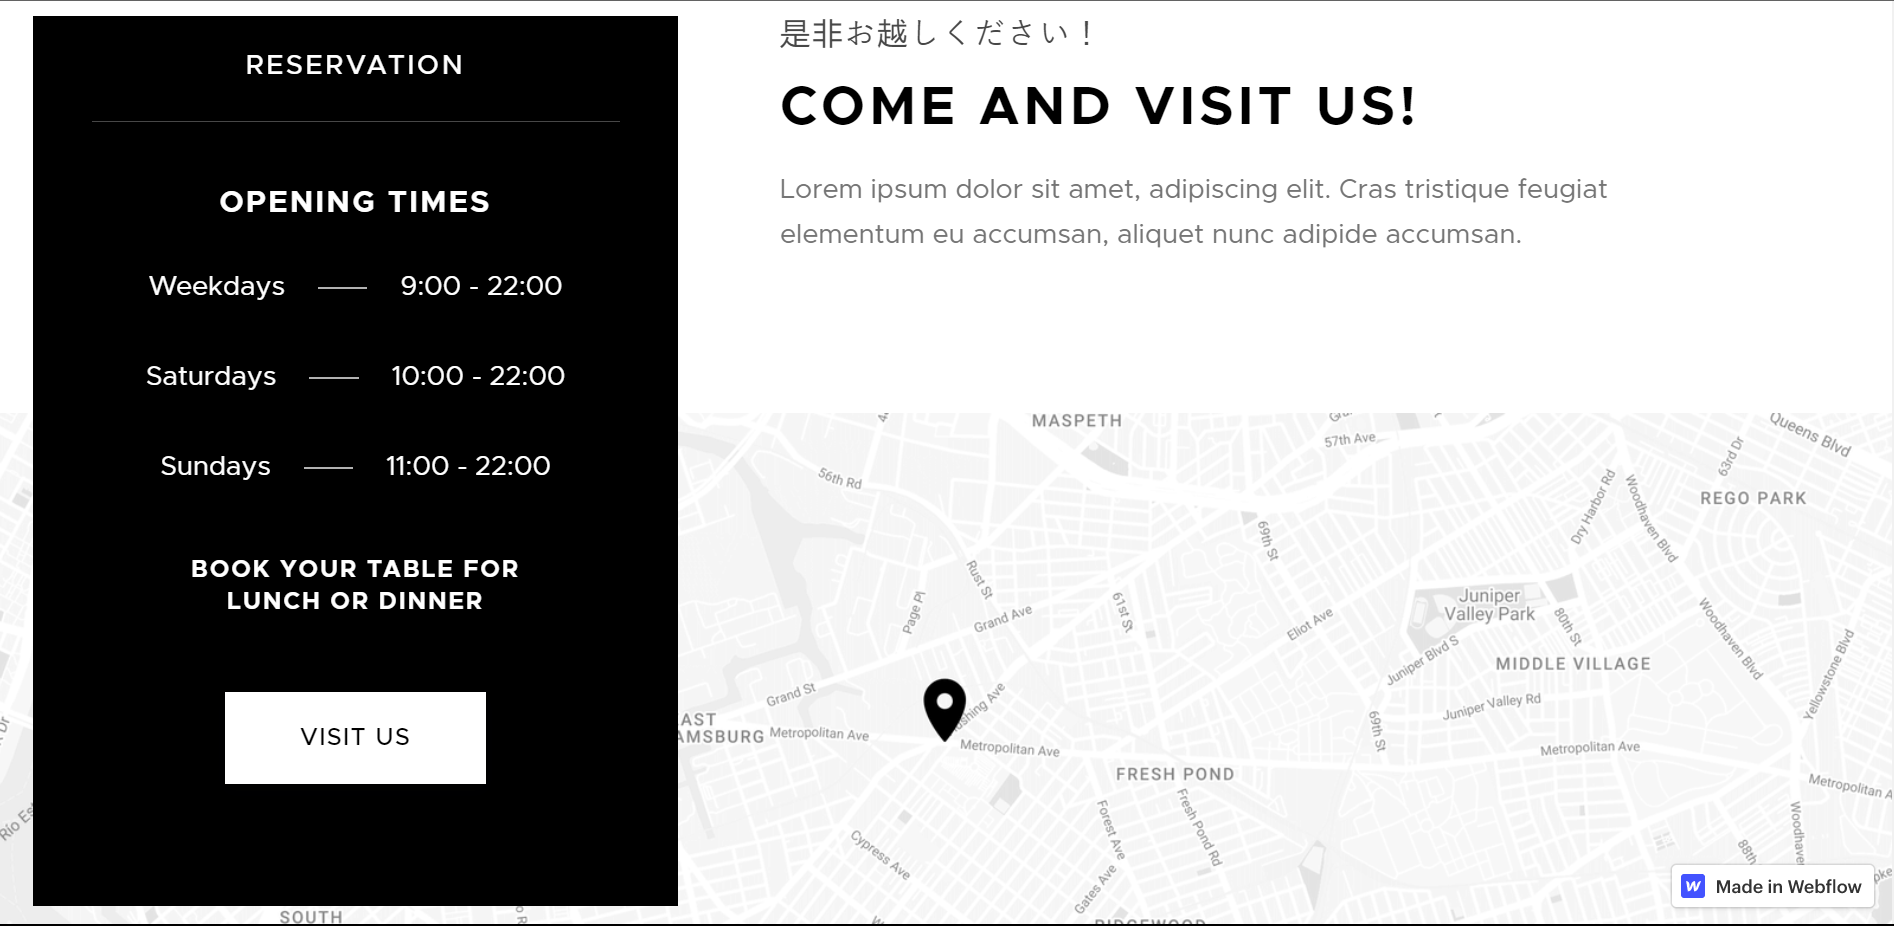 RESERVATION
OPENING TIMES
Weekdays 9:00 - 22:00
Saturdays 10:00 - 22:00
Sundays 11:00 - 22:00
BOOK YOUR TABLE FOR
LUNCH OR DINNER
VISIT US
是非お越しください！
COME AND VISIT US!
Lorem ipsum dolor sit amet, adipiscing elit. Cras tristique feugiat
elementum eu accumsan, aliquet nunc adipide accumsan.
MASPETH
57th Ave
Queens Blvd
63rd Dr
56th Rd
REGO PARK
Dry Harbor Rd
Woodhaven Blvd
69th St
Rust St
Page Pl
Grand Ave
61st St
Eliot Ave
Juniper
Valley Park
80th St
Juniper Blvd S
MIDDLE VILLAGE
Woodhaven Blvd
Yellowstone Blvd
Grand St
Juniper Valley Rd
69th St
AST
AMSBURG
Metropolitan Ave
Metropolitan Ave
Metropolitan Ave
FRESH POND
Metropolitan A
Forest Ave
Fresh Pond Rd
Woodhave
Cypress Ave
Gates Ave
88th
SOUTH
RIDGEWOOD
Made in Webflow